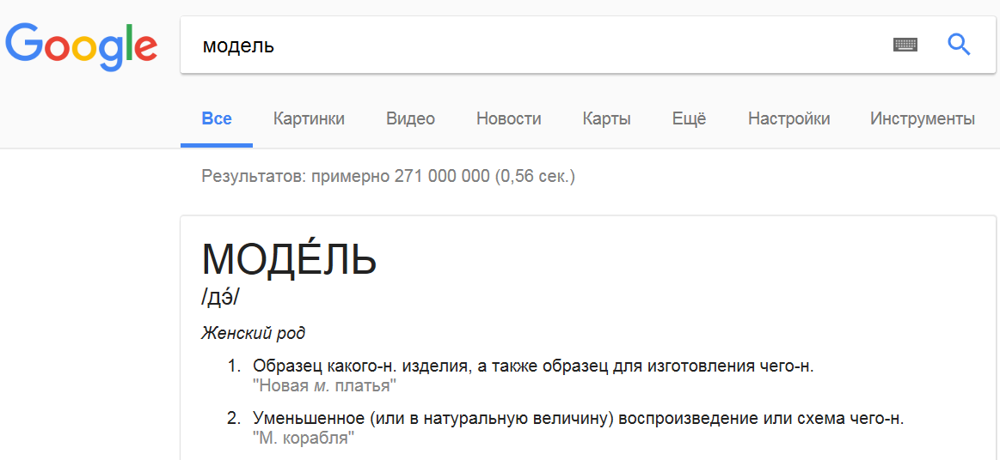 Google
модель
Все Картинки Видео Новости Карты Ещё Настройки Инструменты
Результатов: примерно 271 000 000 (0,56 сек.)
МОДЕ́ЛЬ
/дэ́/
Женский род
1. Образец какого-н. изделия, а также образец для изготовления чего-н.
"Новая м. платья"
2. Уменьшенное (или в натуральную величину) воспроизведение или схема чего-н.
"М. корабля"